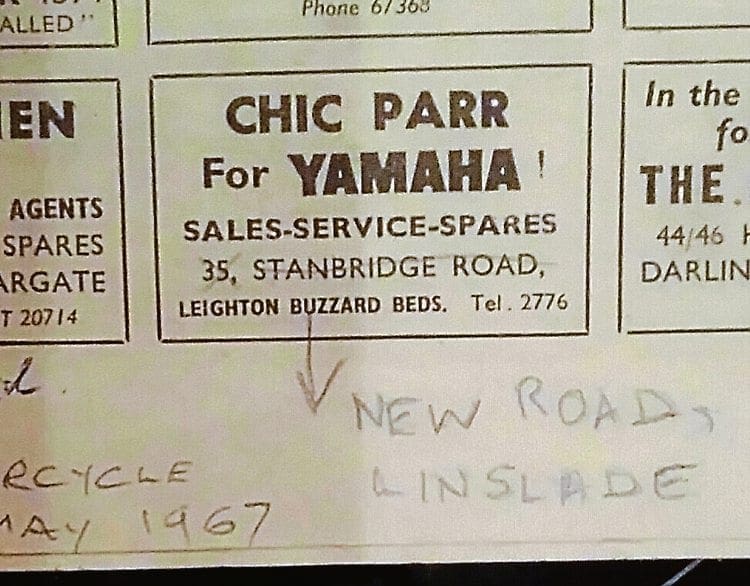 ALLED"
Phone 67368
EN
AGENTS
SPARES
ARGATE
T 20714
CHIC PARR
For YAMAHA!
SALES-SERVICE-SPARES
35, STANBRIDGE ROAD,
LEIGHTON BUZZARD BEDS. Tel. 2776
In the
fo
THE
44/46 H
DARLIN
NEW ROAD,
LINSLADE
RCYCLE
MAY 1967